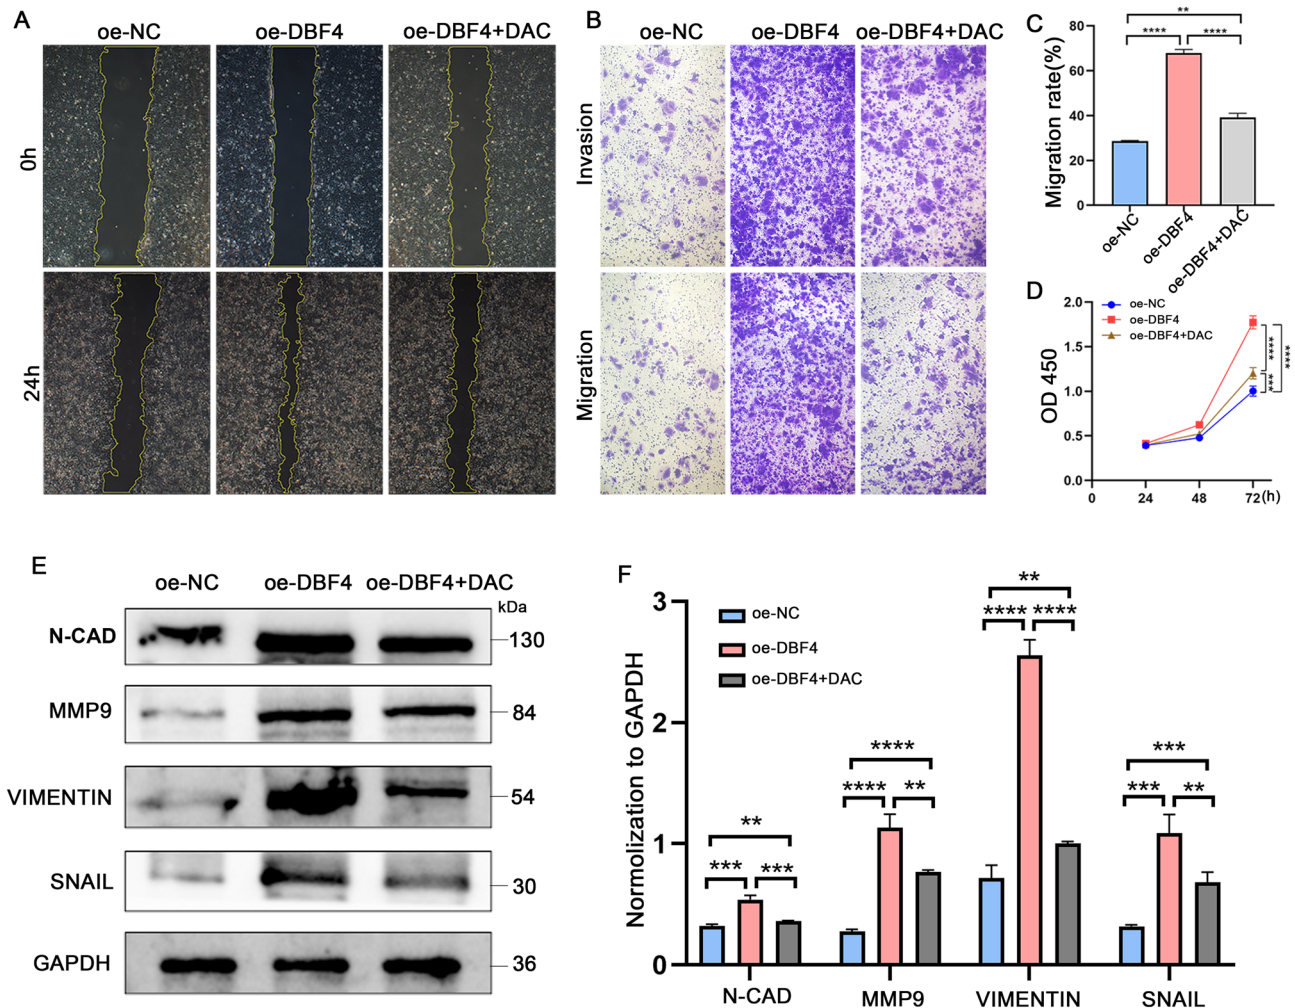 A
oe-NC oe-DBF4 oe-DBF4+DAC
0h
24h
B
oe-NC oe-DBF4 oe-DBF4+DAC
Invasion
Migration
C
Migration rate(%)
80
60
40
20
0
**
**** ****
oe-NC
oe-DBF4
oe-DBF4+DAC
D
OD 450
2.0
1.5
1.0
0.5
0.0
0 24 48 72 (h)
oe-NC
oe-DBF4
oe-DBF4+DAC
****
***
****
E
oe-NC oe-DBF4 oe-DBF4+DAC
kDa
N-CAD 130
MMP9 84
VIMENTIN 54
SNAIL 30
GAPDH 36
F
Normolization to GAPDH
3
2
1
0
oe-NC
oe-DBF4
oe-DBF4+DAC
**
*** ***
****
**** **
**
**** ****
***
*** **
N-CAD MMP9 VIMENTIN SNAIL